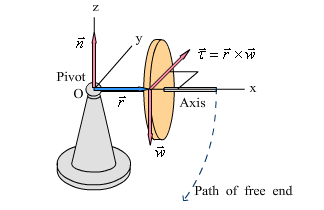 z
y
n⃗
τ⃗ = r⃗ × w⃗
Pivot
O
r⃗
Axis
x
w⃗
Path of free end